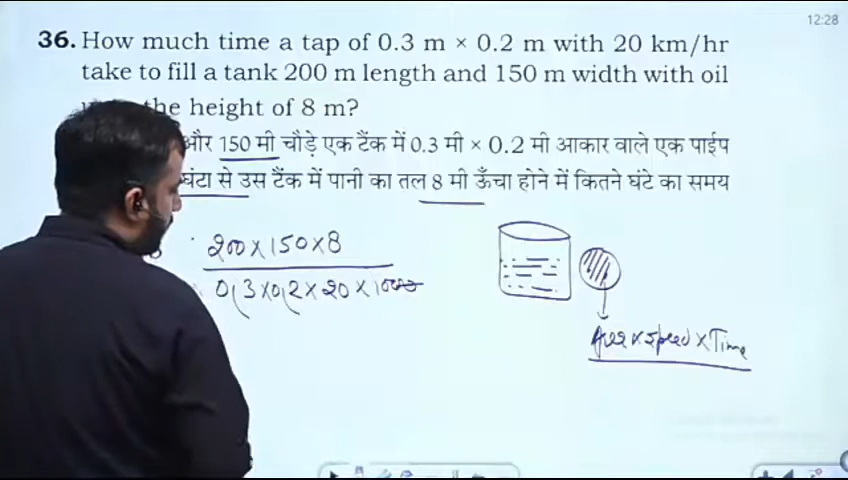 12:28
36. How much time a tap of 0.3 m × 0.2 m with 20 km/hr
take to fill a tank 200 m length and 150 m width with oil
the height of 8 m?
और 150 मी चौड़े एक टैंक में 0.3 मी × 0.2 मी आकार वाले एक पाईप
घंटा से उस टैंक में पानी का तल 8 मी ऊँचा होने में कितने घंटे का समय
200×150×8
0.3×0.2×20×1000
Area×speed×Time